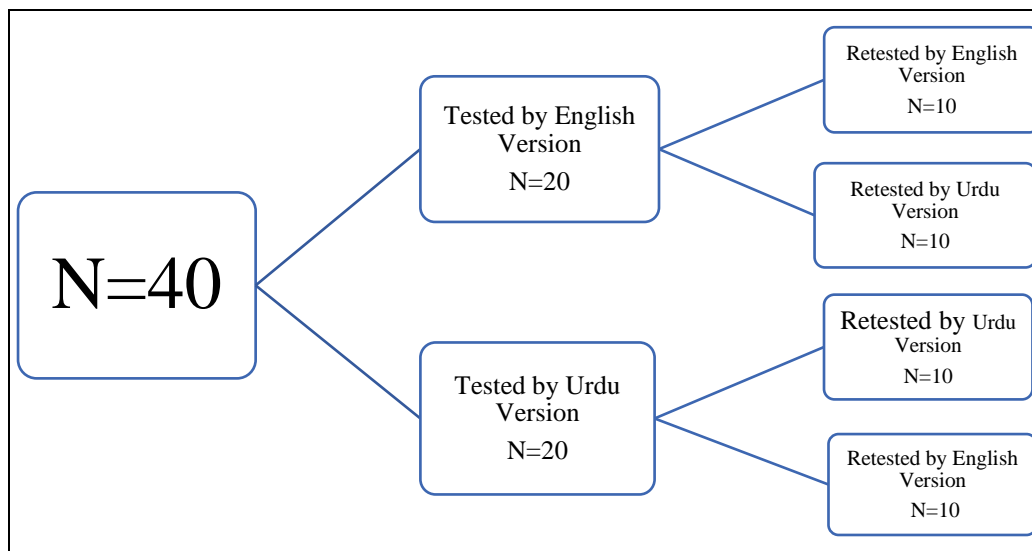 N=40
Tested by English
Version
N=20
Retested by English
Version
N=10
Retested by Urdu
Version
N=10
Tested by Urdu
Version
N=20
Retested by Urdu
Version
N=10
Retested by English
Version
N=10